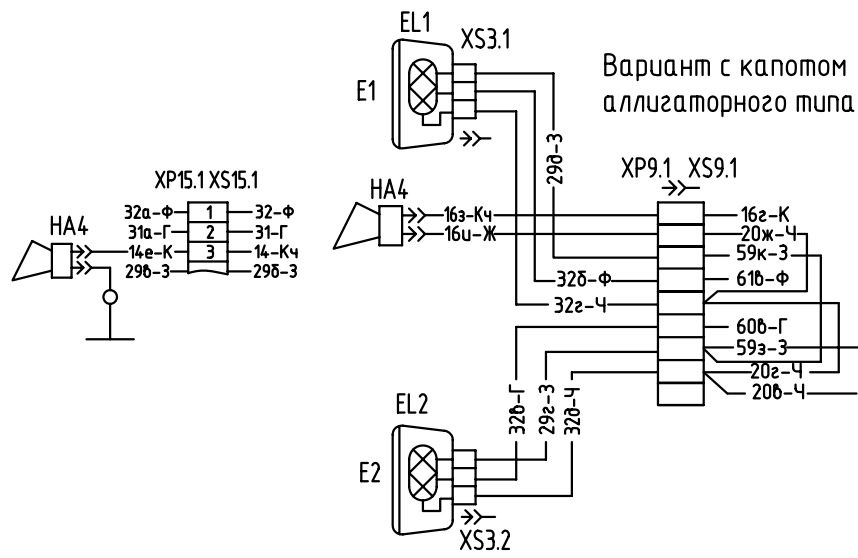 EL1
XS3.1
E1
Вариант с капотом
аллигаторного типа
29д-З
XP15.1 XS15.1
HA4
32а-Ф 1 32-Ф
31а-Г 2 31-Г
14е-К 3 14-Кч
29в-З 29б-З
HA4
16з-Кч
16и-Ж
XP9.1 XS9.1
16г-К
20ж-Ч
59к-З
32б-Ф
61в-Ф
32г-Ч
60в-Г
59з-З
20г-Ч
20в-Ч
32в-Г
29г-З
32д-Ч
EL2
E2
XS3.2